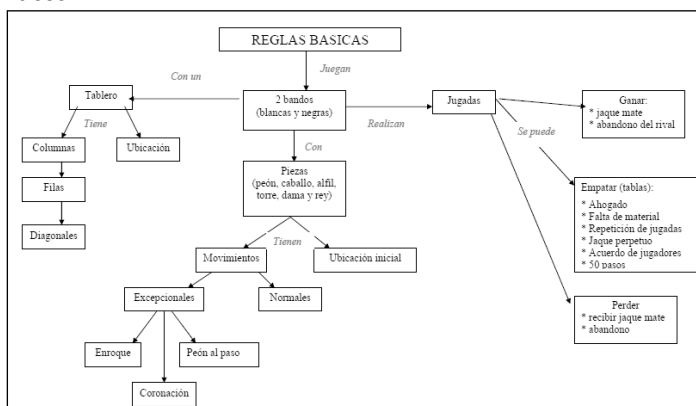 REGLAS BASICAS
Juegan
Con un
Tablero
2 bandos
(blancas y negras)
Realizan
Jugadas
Ganar:
* jaque mate
* abandono del rival
Tiene
Columnas
Ubicación
Filas
Diagonales
Con
Piezas
(peón, caballo, alfil,
torre, dama y rey)
Se puede
Empatar (tablas):
* Ahogado
* Falta de material
* Repetición de jugadas
* Jaque perpetuo
* Acuerdo de jugadores
* 50 pasos
Tienen
Movimientos
Ubicación inicial
Excepcionales
Normales
Perder
* recibir jaque mate
* abandono
Enroque
Peón al paso
Coronación